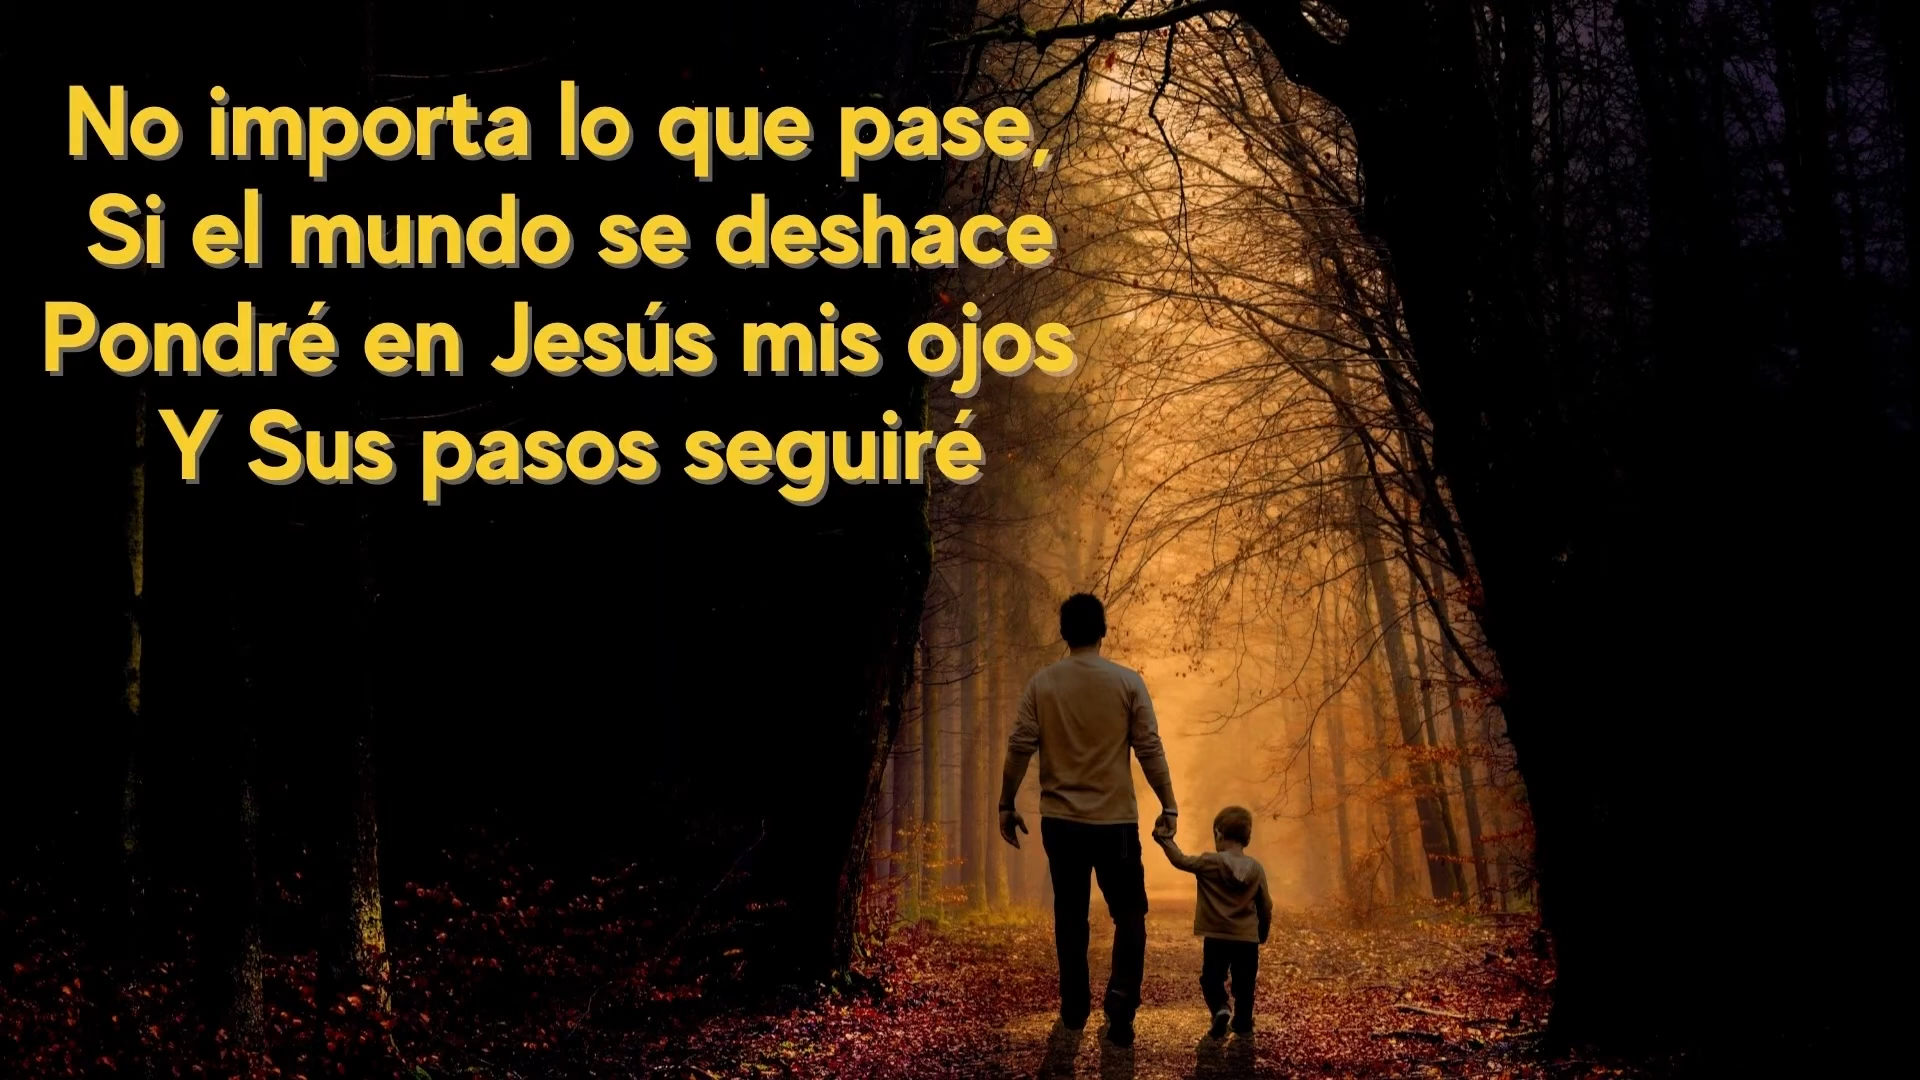 No importa lo que pase,
Si el mundo se deshace
Pondré en Jesús mis ojos
Y Sus pasos seguiré